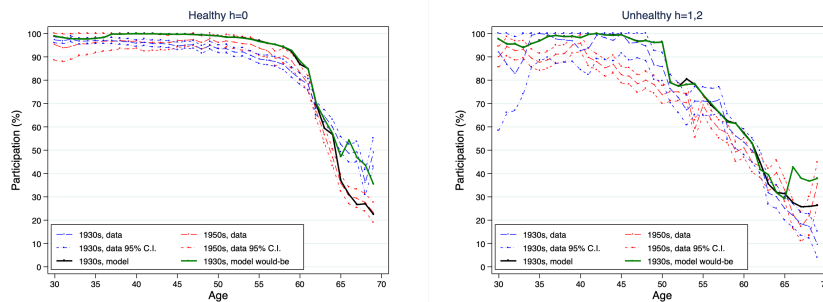 Healthy h=0
Participation (%)
100
90
80
70
60
50
40
30
20
10
0
1930s, data
1950s, data
1930s, data 95% C.I.
1950s, data 95% C.I.
1930s, model
1930s, model would-be
30 35 40 45 50 55 60 65 70
Age
Unhealthy h=1,2
Participation (%)
100
90
80
70
60
50
40
30
20
10
0
1930s, data
1950s, data
1930s, data 95% C.I.
1950s, data 95% C.I.
1930s, model
1930s, model would-be
30 35 40 45 50 55 60 65
Age